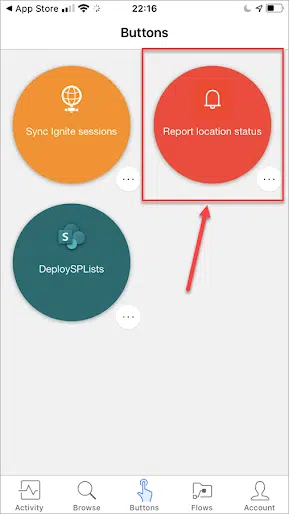 App Store
22:16
Buttons
Sync Ignite sessions
Report location status
...
...
S
DeploySPLists
...
Activity
Browse
Buttons
Flows
Account